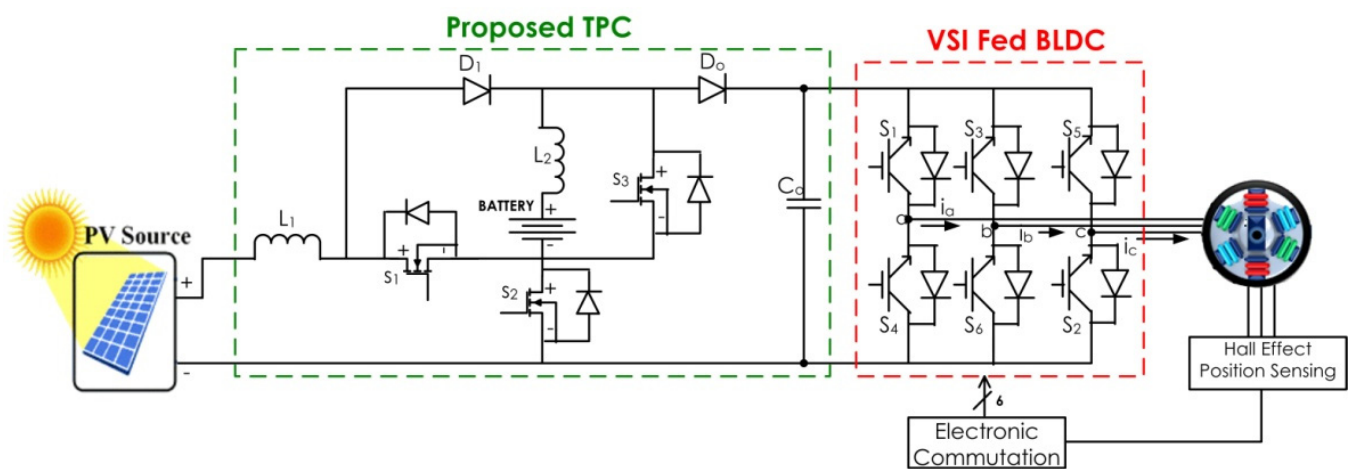 Proposed TPC
VSI Fed BLDC
D1
Do
S1
S3
S5
L2
S3
+
-
Co
BATTERY
+
-
L1
PV Source
+
-
+
-
S1
S2
+
-
a
ia
b
ib
c
ic
S4
S6
S2
6
Hall Effect
Position Sensing
Electronic
Commutation